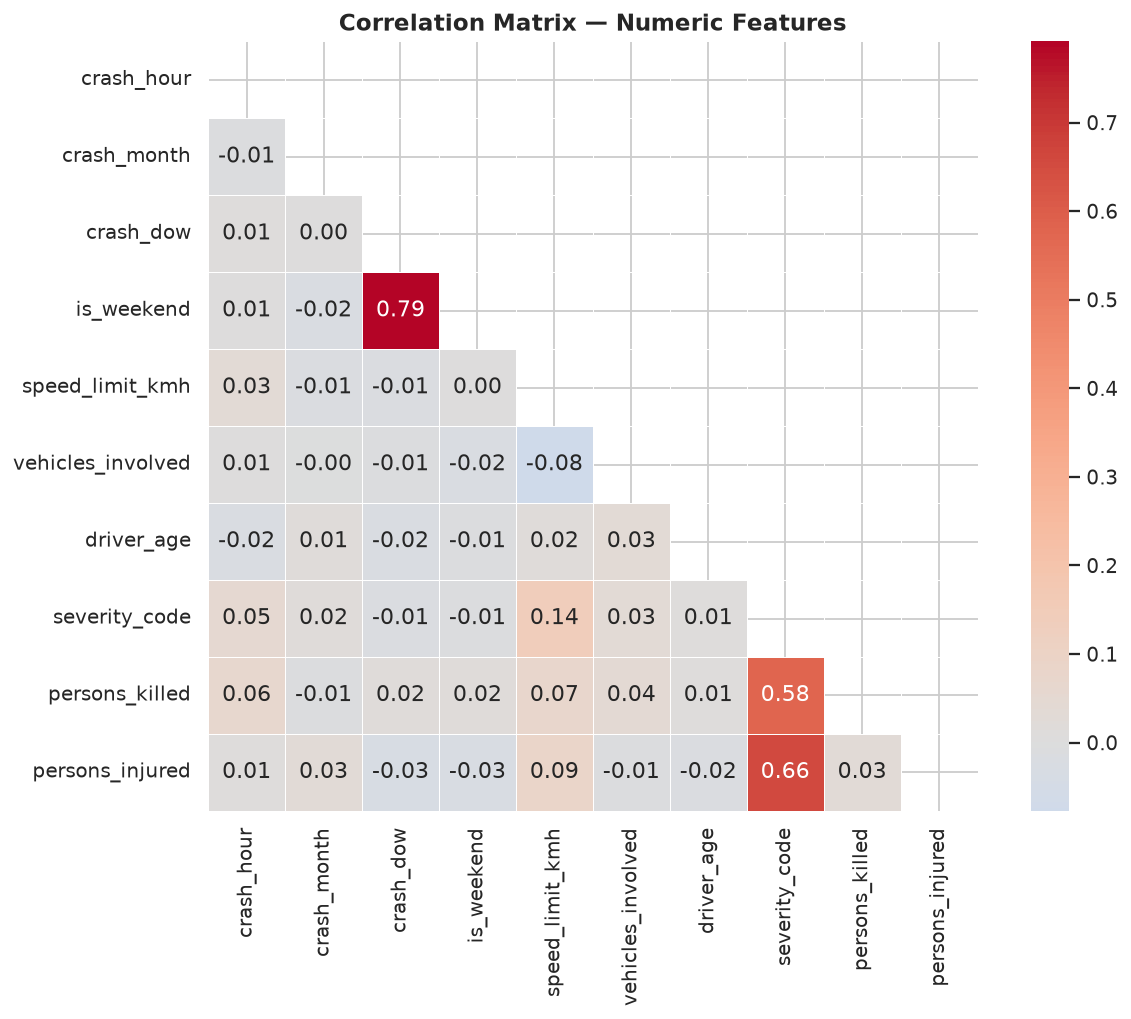 Correlation Matrix — Numeric Features
crash_hour
crash_month -0.01
crash_dow 0.01 0.00
is_weekend 0.01 -0.02 0.79
speed_limit_kmh 0.03 -0.01 -0.01 0.00
vehicles_involved 0.01 -0.00 -0.01 -0.02 -0.08
driver_age -0.02 0.01 -0.02 -0.01 0.02 0.03
severity_code 0.05 0.02 -0.01 -0.01 0.14 0.03 0.01
persons_killed 0.06 -0.01 0.02 0.02 0.07 0.04 0.01 0.58
persons_injured 0.01 0.03 -0.03 -0.03 0.09 -0.01 -0.02 0.66 0.03
crash_hour
crash_month
crash_dow
is_weekend
speed_limit_kmh
vehicles_involved
driver_age
severity_code
persons_killed
persons_injured
0.7
0.6
0.5
0.4
0.3
0.2
0.1
0.0